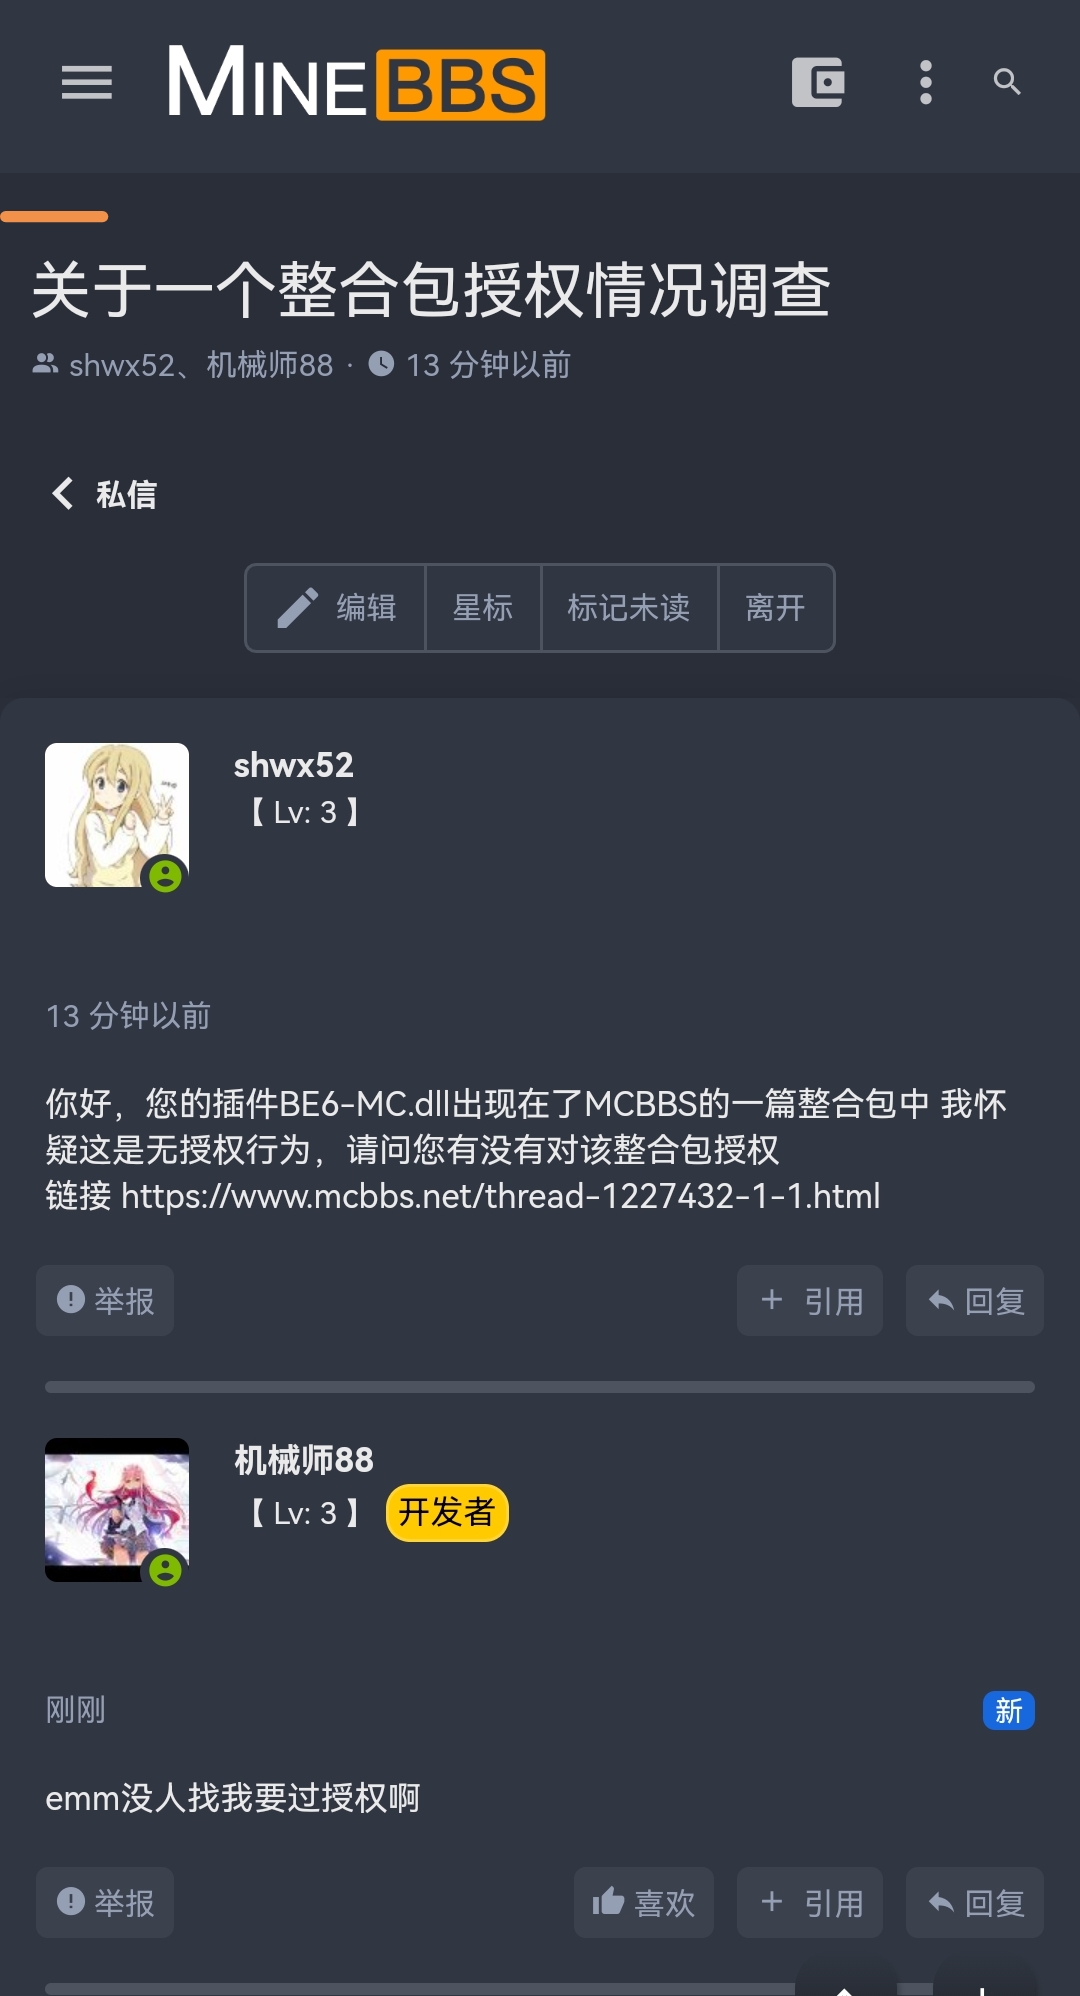 MINEBBS
关于一个整合包授权情况调查
shwx52、机械师88 · 13 分钟以前
私信
编辑 星标 标记未读 离开
shwx52
【 Lv: 3 】
13 分钟以前
你好，您的插件BE6-MC.dll出现在了MCBBS的一篇整合包中 我怀
疑这是无授权行为，请问您有没有对该整合包授权
链接 https://www.mcbbs.net/thread-1227432-1-1.html
举报 + 引用 回复
机械师88
【 Lv: 3 】 开发者
刚刚 新
emm没人找我要过授权啊
举报 喜欢 + 引用 回复